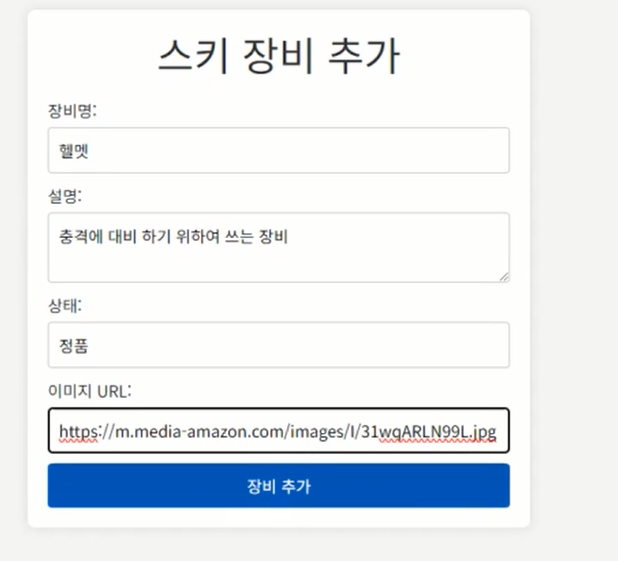 스키 장비 추가
장비명:
헬멧
설명:
충격에 대비 하기 위하여 쓰는 장비
상태:
정품
이미지 URL:
https://m.media-amazon.com/images/I/31wqARLN99L.jpg
장비 추가